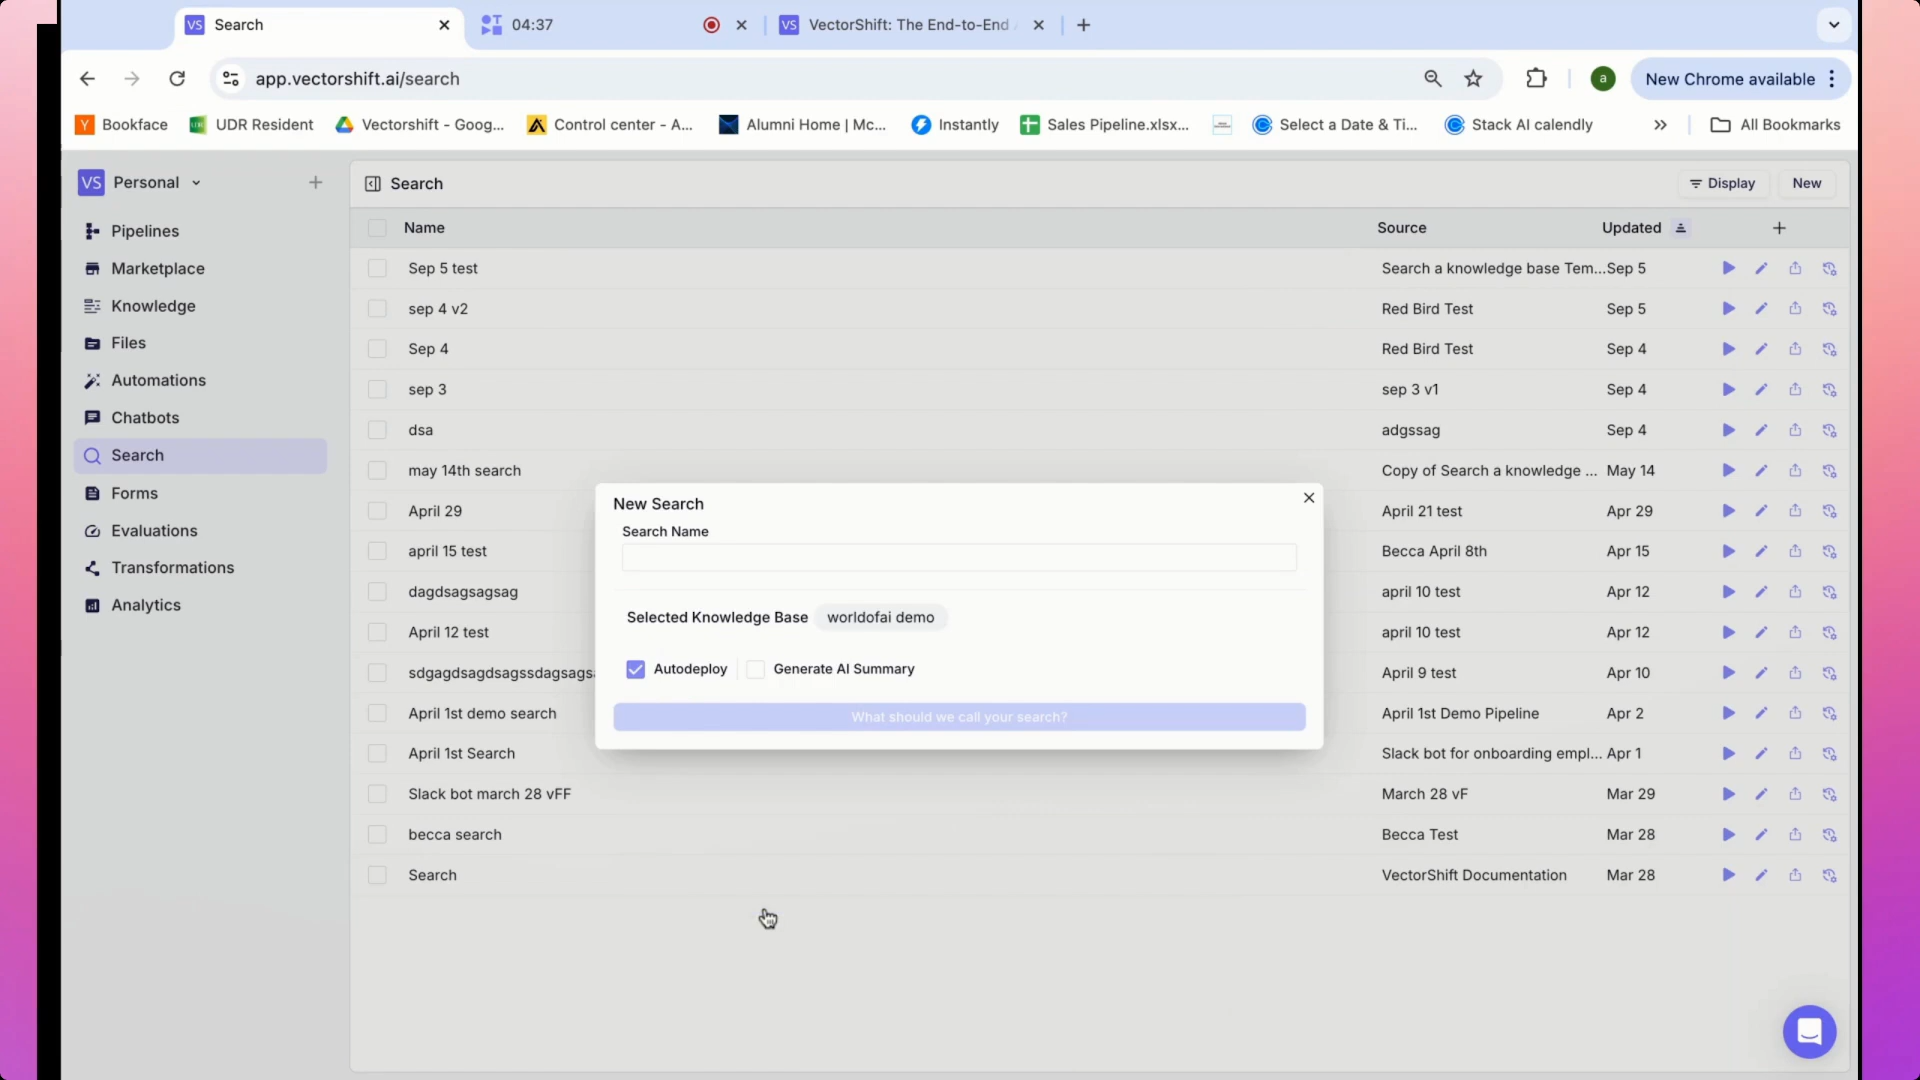 VS Search
04:37
VS VectorShift: The End-to-End
app.vectorshift.ai/search
a
New Chrome available
Y Bookface
UDR Resident
Vectorshift - Goog...
Control center - A...
Alumni Home | Mc...
Instantly
Sales Pipeline.xlsx...
Select a Date & Ti...
Stack AI calendly
All Bookmarks
VS Personal
Pipelines
Marketplace
Knowledge
Files
Automations
Chatbots
Search
Forms
Evaluations
Transformations
Analytics
Search
Display
New
Name Source Updated
Sep 5 test Search a knowledge base Tem... Sep 5
sep 4 v2 Red Bird Test Sep 5
Sep 4 Red Bird Test Sep 4
sep 3 sep 3 v1 Sep 4
dsa adgssag Sep 4
may 14th search Copy of Search a knowledge ... May 14
April 29 April 21 test Apr 29
april 15 test Becca April 8th Apr 15
dagdsagsagsag april 10 test Apr 12
April 12 test april 10 test Apr 12
sdgagdsagdsagssdagsags April 9 test Apr 10
April 1st demo search April 1st Demo Pipeline Apr 2
April 1st Search Slack bot for onboarding empl... Apr 1
Slack bot march 28 vFF March 28 vF Mar 29
becca search Becca Test Mar 28
Search VectorShift Documentation Mar 28
New Search
Search Name
Selected Knowledge Base worldofai demo
Autodeploy Generate AI Summary
What should we call your search?